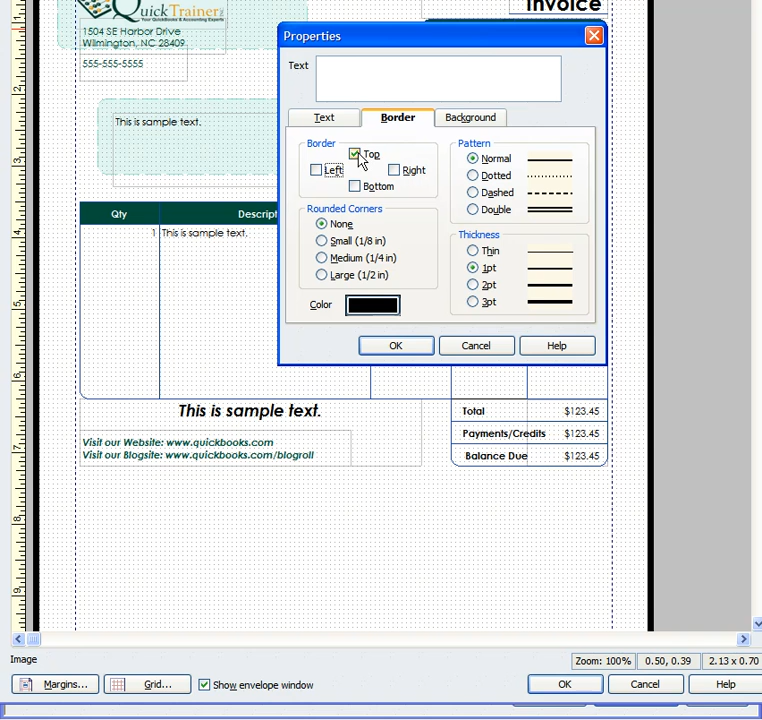 Invoice
QuickTrainer
Your QuickBooks & Accounting Experts
1504 SE Harbor Drive
Wilmington, NC 28409
555-555-5555
This is sample text.
Qty
Descript
1
This is sample text.
This is sample text.
Visit our Website: www.quickbooks.com
Visit our Blogsite: www.quickbooks.com/blogroll
Total $123.45
Payments/Credits $123.45
Balance Due $123.45
Properties
Text
Text Border Background
Border
Top
Left Right
Bottom
Rounded Corners
None
Small (1/8 in)
Medium (1/4 in)
Large (1/2 in)
Color
Pattern
Normal
Dotted
Dashed
Double
Thickness
Thin
1pt
2pt
3pt
OK Cancel Help
Image
Zoom: 100% 0.50, 0.39 2.13 x 0.70
Margins... Grid... Show envelope window OK Cancel Help